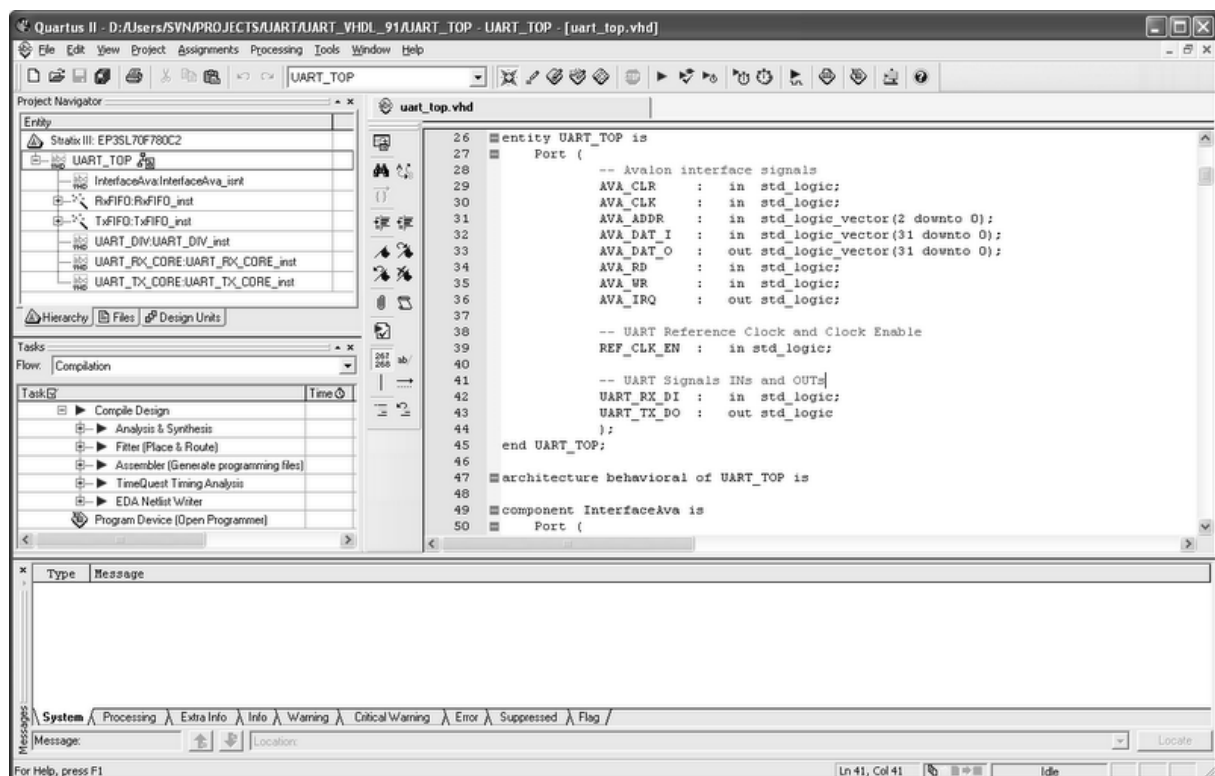 Quartus II - D:/Users/SVN/PROJECTS/UART/UART_VHDL_91/UART_TOP - UART_TOP - [uart_top.vhd]
File Edit View Project Assignments Processing Tools Window Help
UART_TOP
Project Navigator
Entity
Stratix III: EP3SL70F780C2
UART_TOP
InterfaceAva:InterfaceAva_isnt
RxFIFO:RxFIFO_inst
TxFIFO:TxFIFO_inst
UART_DIV:UART_DIV_inst
UART_RX_CORE:UART_RX_CORE_inst
UART_TX_CORE:UART_TX_CORE_inst
Hierarchy Files Design Units
Tasks
Flow: Compilation
Task Time
Compile Design
Analysis & Synthesis
Fitter (Place & Route)
Assembler (Generate programming files)
TimeQuest Timing Analysis
EDA Netlist Writer
Program Device (Open Programmer)
uart_top.vhd
267
268 ab/
26 entity UART_TOP is
27 Port (
28 -- Avalon interface signals
29 AVA_CLR : in std_logic;
30 AVA_CLK : in std_logic;
31 AVA_ADDR : in std_logic_vector(2 downto 0);
32 AVA_DAT_I : in std_logic_vector(31 downto 0);
33 AVA_DAT_O : out std_logic_vector(31 downto 0);
34 AVA_RD : in std_logic;
35 AVA_WR : in std_logic;
36 AVA_IRQ : out std_logic;
37
38 -- UART Reference Clock and Clock Enable
39 REF_CLK_EN : in std_logic;
40
41 -- UART Signals INs and OUTs
42 UART_RX_DI : in std_logic;
43 UART_TX_DO : out std_logic
44 );
45 end UART_TOP;
46
47 architecture behavioral of UART_TOP is
48
49 component InterfaceAva is
50 Port (
Type Message
System Processing Extra Info Info Warning Critical Warning Error Suppressed Flag
Messages
Message: Location: Locate
For Help, press F1
Ln 41, Col 41 Idle